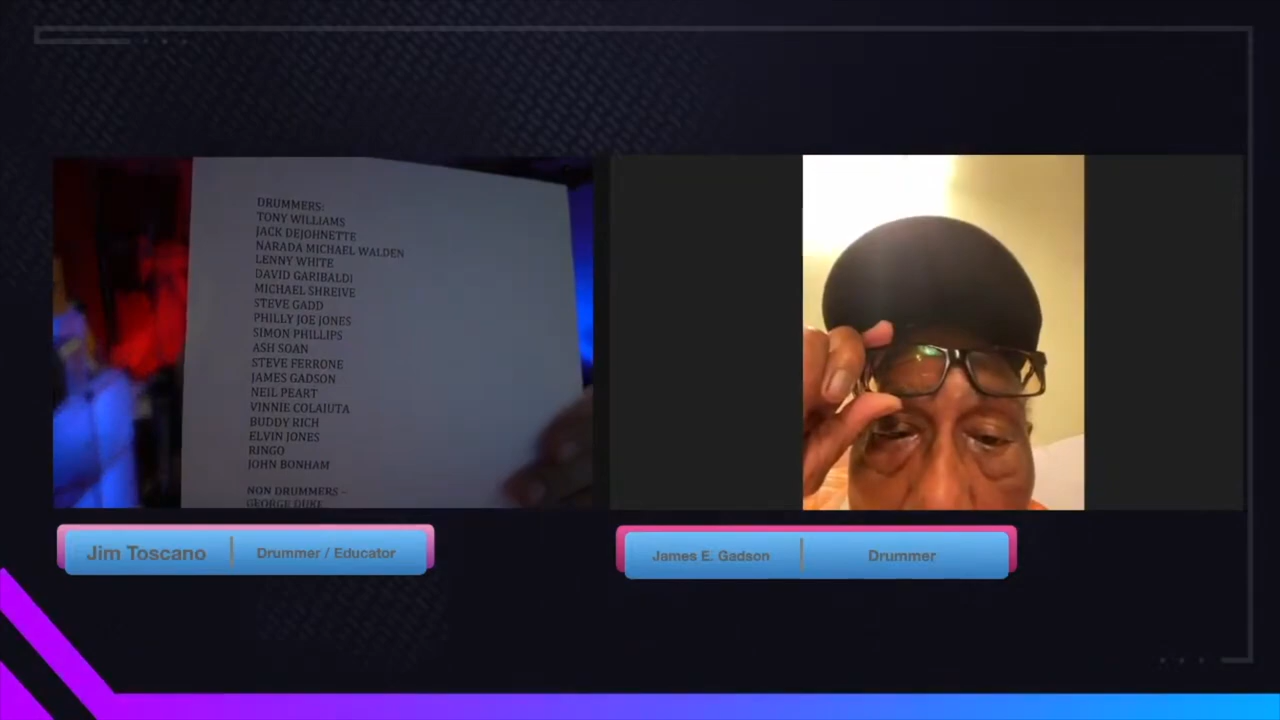 DRUMMERS:
TONY WILLIAMS
JACK DEJOHNETTE
NARADA MICHAEL WALDEN
LENNY WHITE
DAVID GARIBALDI
MICHAEL SHREIVE
STEVE GADD
PHILLY JOE JONES
SIMON PHILLIPS
ASH SOAN
STEVE FERRONE
JAMES GADSON
NEIL PEART
VINNIE COLAIUTA
BUDDY RICH
ELVIN JONES
RINGO
JOHN BONHAM
NON DRUMMERS –
GEORGE DUKE
Jim Toscano | Drummer / Educator
James E. Gadson | Drummer